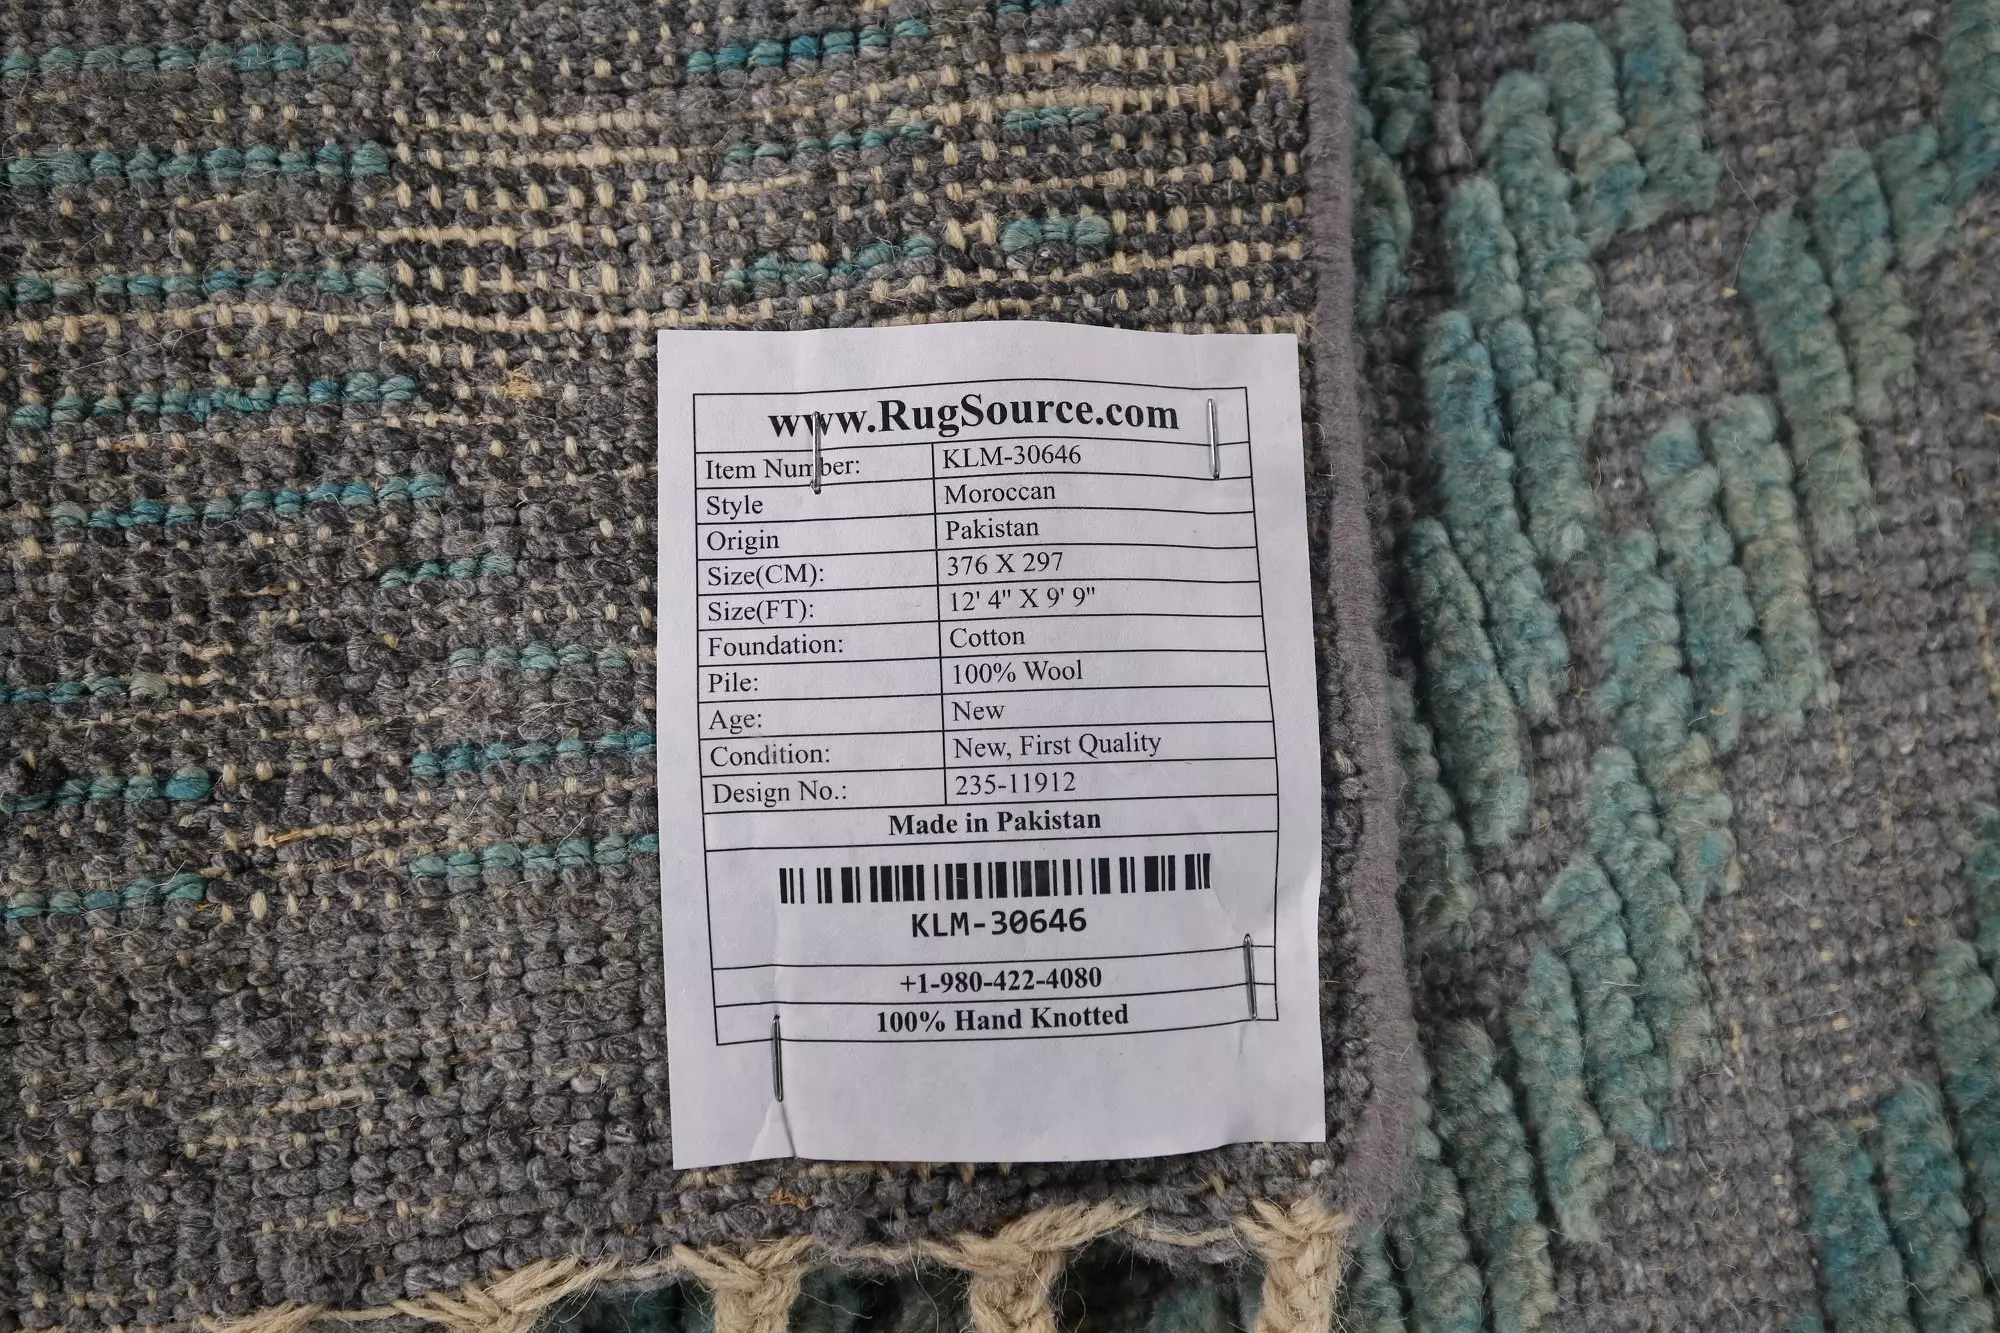 www.RugSource.com
Item Number: KLM-30646
Style Moroccan
Origin Pakistan
Size(CM): 376 X 297
Size(FT): 12' 4" X 9' 9"
Foundation: Cotton
Pile: 100% Wool
Age: New
Condition: New, First Quality
Design No.: 235-11912
Made in Pakistan
KLM-30646
+1-980-422-4080
100% Hand Knotted